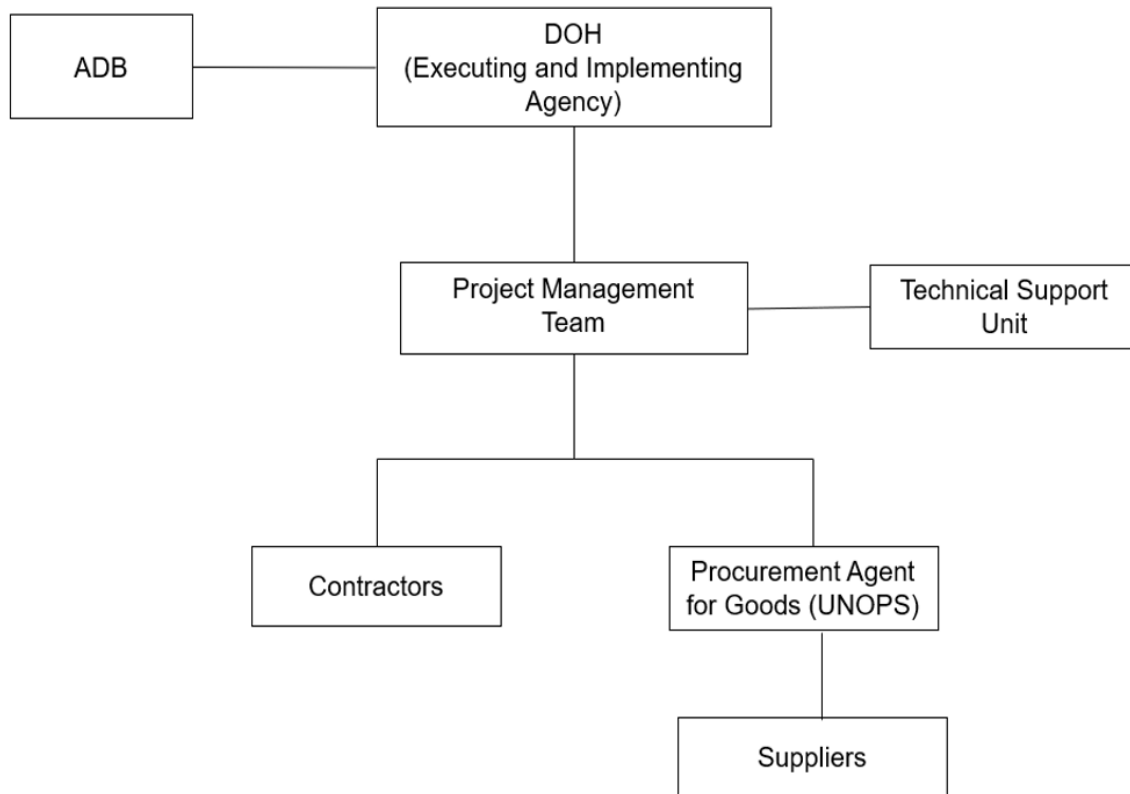 ADB
DOH
(Executing and Implementing
Agency)
Project Management
Team
Technical Support
Unit
Contractors
Procurement Agent
for Goods (UNOPS)
Suppliers